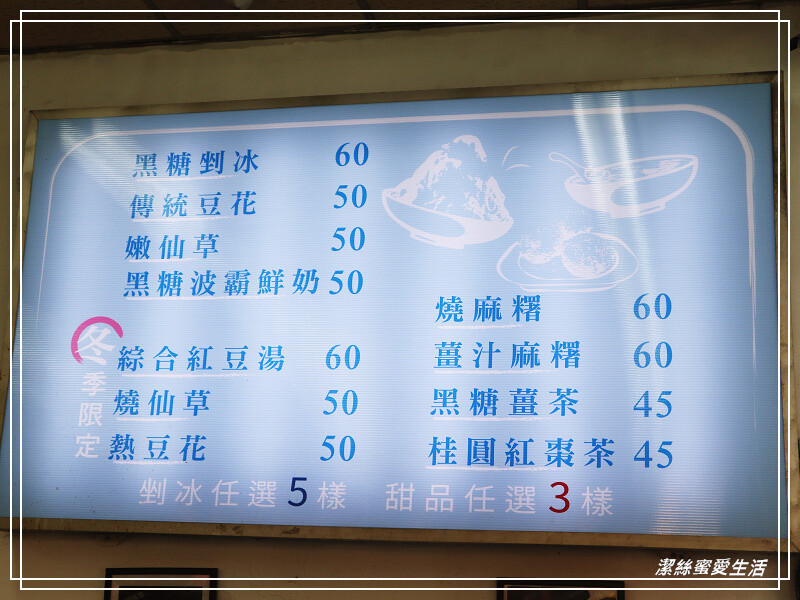 黑糖剉冰 60
傳統豆花 50
嫩仙草 50
黑糖波霸鮮奶 50
冬季限定
綜合紅豆湯 60
燒仙草 50
熱豆花 50
燒麻糬 60
薑汁麻糬 60
黑糖薑茶 45
桂圓紅棗茶 45
剉冰任選5樣 甜品任選3樣
潔絲蜜愛生活